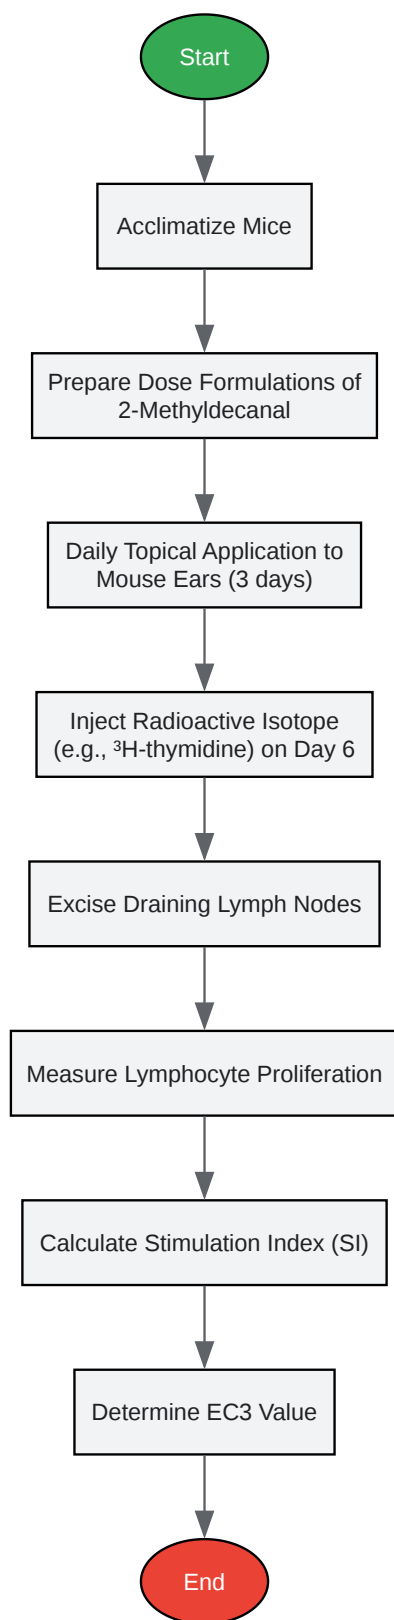 Start
Acclimatize Mice
Prepare Dose Formulations of
2-Methyldecanal
Daily Topical Application to
Mouse Ears (3 days)
Inject Radioactive Isotope
(e.g., ³H-thymidine) on Day 6
Excise Draining Lymph Nodes
Measure Lymphocyte Proliferation
Calculate Stimulation Index (SI)
Determine EC3 Value
End